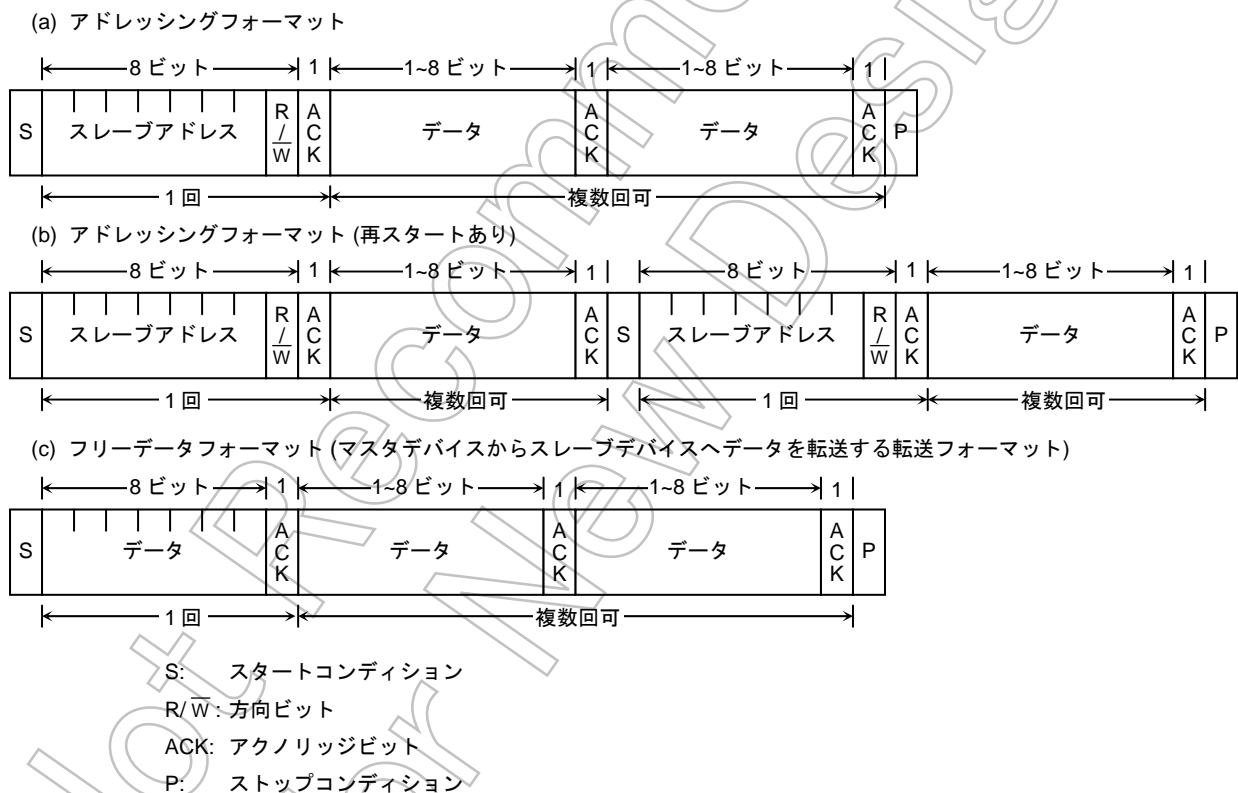 (a) アドレッシングフォーマット
8 ビット 1 1~8 ビット 1 1~8 ビット 1
S スレーブアドレス R/W ACK データ ACK データ ACK P
1 回 複数回可
(b) アドレッシングフォーマット (再スタートあり)
8 ビット 1 1~8 ビット 1 8 ビット 1 1~8 ビット 1
S スレーブアドレス R/W ACK データ ACK S スレーブアドレス R/W ACK データ ACK P
1 回 複数回可 1 回 複数回可
(c) フリーデータフォーマット (マスタデバイスからスレーブデバイスへデータを転送する転送フォーマット)
8 ビット 1 1~8 ビット 1 1~8 ビット 1
S データ ACK データ ACK データ ACK P
1 回 複数回可
S: スタートコンディション
R/W̅ : 方向ビット
ACK: アクノリッジビット
P: ストップコンディション